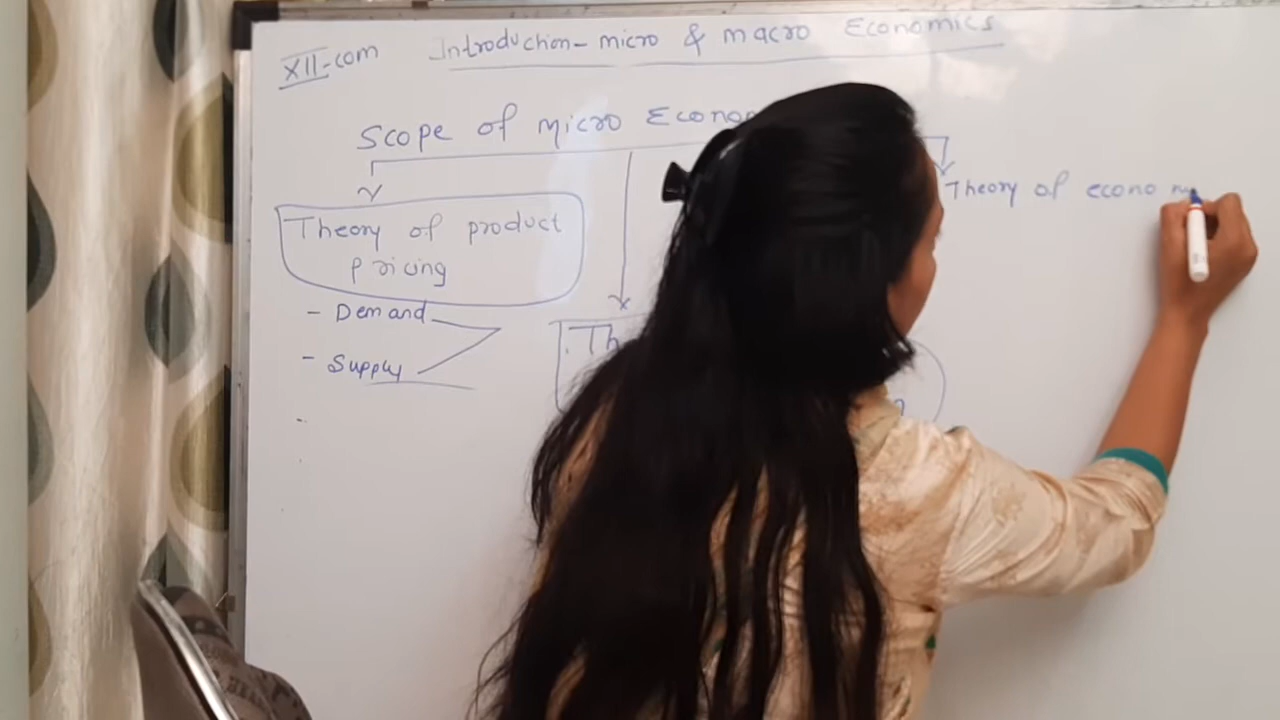 XII-com Introduction- micro & macro Economics
Scope of micro Econo
Theory of product
pricing
- Demand
- Supply
Th
Theory of econo m